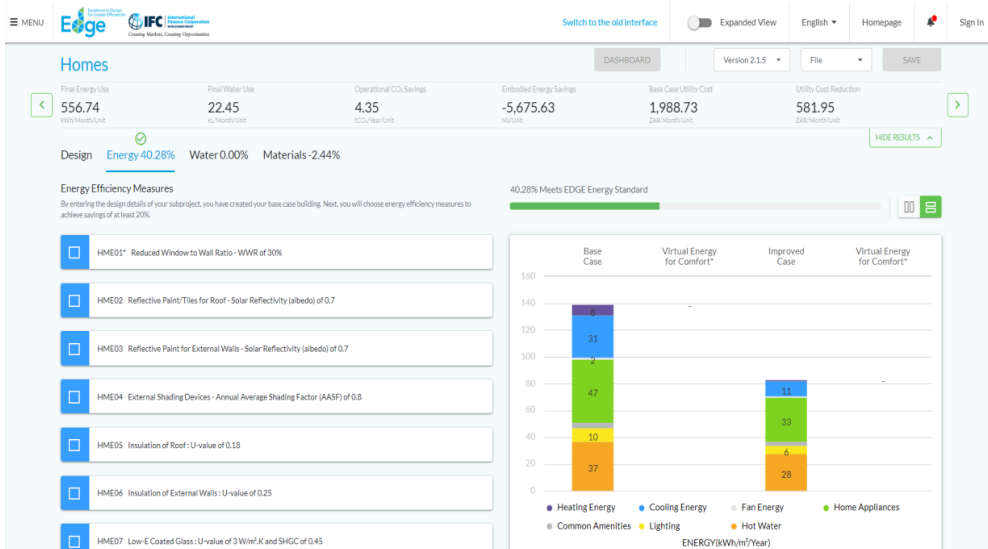 MENU
Excellence in Design
For Greater Efficiencies
Edge
IFC International Finance Corporation
WORLD BANK GROUP
Creating Markets, Creating Opportunities
Switch to the old interface
Expanded View
English
Homepage
Sign In
Homes
DASHBOARD
Version 2.1.5
File
SAVE
Final Energy Use
556.74
kWh/Month/Unit
Final Water Use
22.45
kL/Month/Unit
Operational CO₂ Savings
4.35
tCO₂/Year/Unit
Embodied Energy Savings
-5,675.63
MJ/Unit
Base Case Utility Cost
1,988.73
ZAR/Month/Unit
Utility Cost Reduction
581.95
ZAR/Month/Unit
HIDE RESULTS
Design Energy 40.28% Water 0.00% Materials -2.44%
Energy Efficiency Measures
By entering the design details of your subproject, you have created your base case building. Next, you will choose energy efficiency measures to
achieve savings of at least 20%.
HME01* Reduced Window to Wall Ratio - WWR of 30%
HME02 Reflective Paint/Tiles for Roof - Solar Reflectivity (albedo) of 0.7
HME03 Reflective Paint for External Walls - Solar Reflectivity (albedo) of 0.7
HME04 External Shading Devices - Annual Average Shading Factor (AASF) of 0.8
HME05 Insulation of Roof : U-value of 0.18
HME06 Insulation of External Walls : U-value of 0.25
HME07 Low-E Coated Glass : U-value of 3 W/m².K and SHGC of 0.45
40.28% Meets EDGE Energy Standard
Base
Case
Virtual Energy
for Comfort*
Improved
Case
Virtual Energy
for Comfort*
160
140
120
100
80
60
40
20
0
8
31
2
47
10
37
-
11
33
6
28
-
Heating Energy Cooling Energy Fan Energy Home Appliances
Common Amenities Lighting Hot Water
ENERGY(kWh/m²/Year)